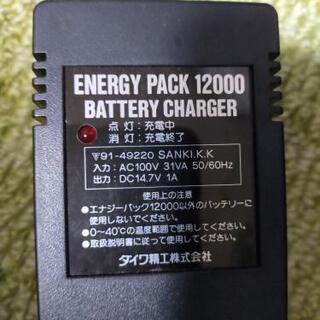 ENERGY PACK 12000
BATTERY CHARGER
点 灯：充電中
消 灯：充電終了
91-49220 SANKI.K.K
入力：AC100V 31VA 50/60Hz
出力：DC14.7V 1A
使用上の注意
●エナジーパック12000以外のバッテリーに
使用しないでください。
●0～40℃の温度範囲で使用してください。
●取扱説明書に従って使用してください。
ダイワ精工株式会社